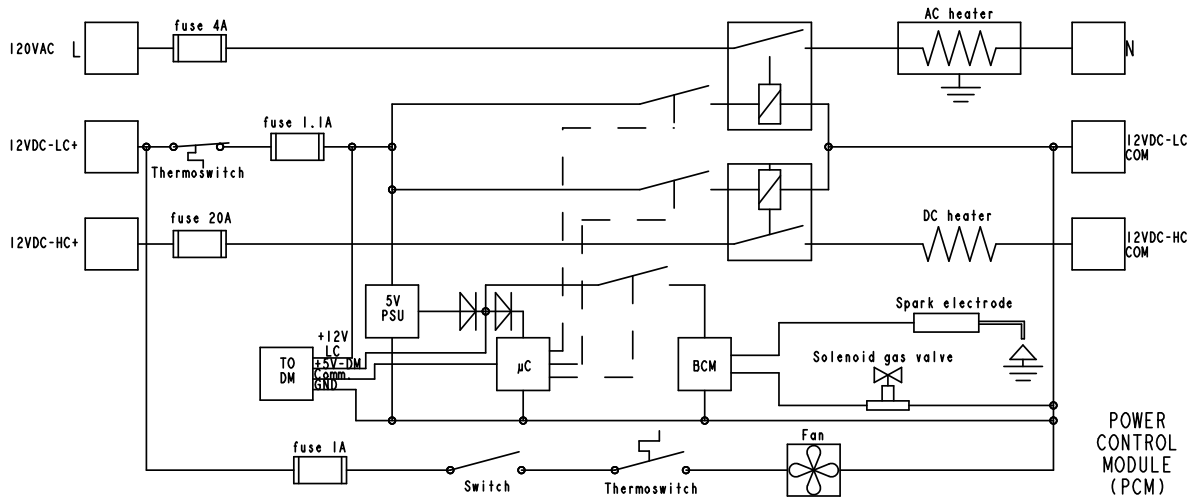 fuse 4A
AC heater
120VAC L
N
fuse 1.1A
12VDC-LC+
12VDC-LC
COM
Thermoswitch
fuse 20A
DC heater
12VDC-HC+
12VDC-HC
COM
5V
PSU
Spark electrode
+12V
LC
TO
DM
+5V-DM
Comm.
GND
µC
BCM
Solenoid gas valve
fuse 1A
Fan
Switch
Thermoswitch
POWER
CONTROL
MODULE
(PCM)